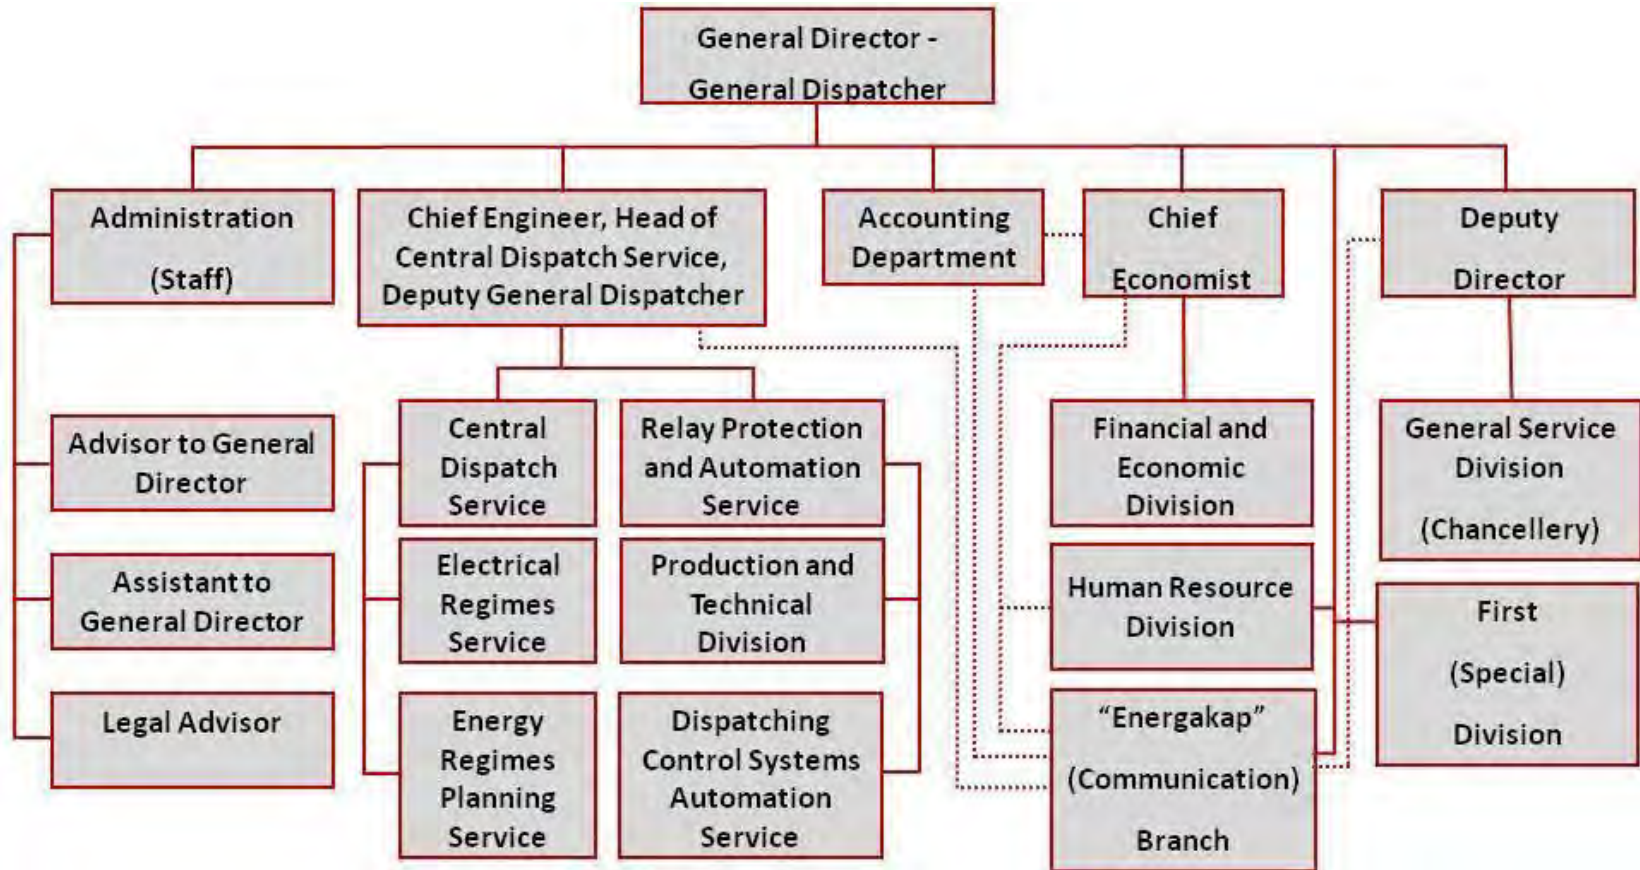 General Director -
General Dispatcher
Administration
(Staff)
Chief Engineer, Head of
Central Dispatch Service,
Deputy General Dispatcher
Accounting
Department
Chief
Economist
Deputy
Director
Advisor to General
Director
Assistant to
General Director
Legal Advisor
Central
Dispatch
Service
Electrical
Regimes
Service
Energy
Regimes
Planning
Service
Relay Protection
and Automation
Service
Production and
Technical
Division
Dispatching
Control Systems
Automation
Service
Financial and
Economic
Division
Human Resource
Division
“Energakap”
(Communication)
Branch
General Service
Division
(Chancellery)
First
(Special)
Division